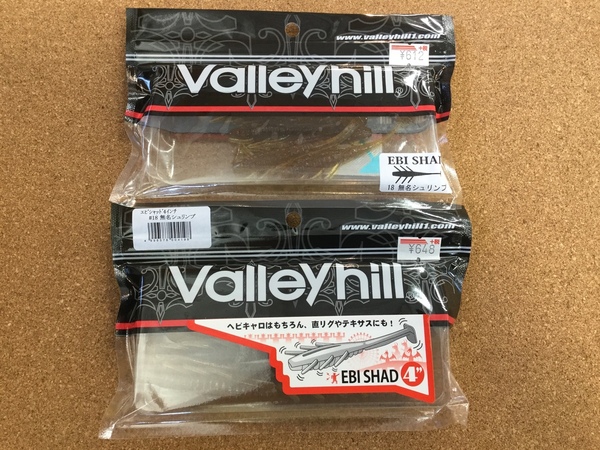 www.valleyhill1.com
¥612
valleyhill
EBI SHAD
18 無名シュリンプ
エビシャッド4インチ
#18 無名シュリンプ
www.valleyhill1.com
¥648
valleyhill
ヘビキャロはもちろん、直リグやテキサスにも!
EBI SHAD 4"